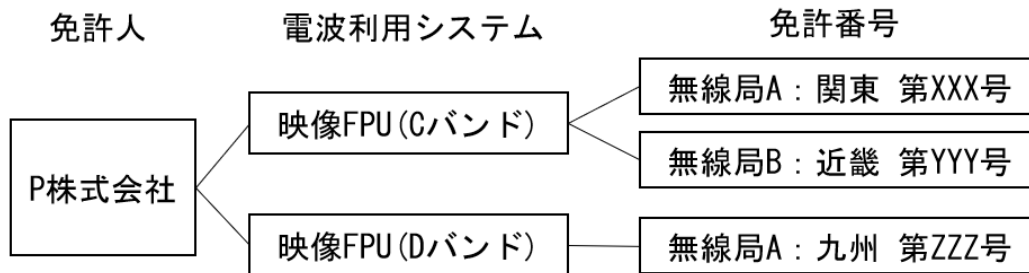 免許人 電波利用システム 免許番号
P株式会社
映像FPU(Cバンド)
無線局A：関東 第XXX号
無線局B：近畿 第YYY号
映像FPU(Dバンド)
無線局A：九州 第ZZZ号